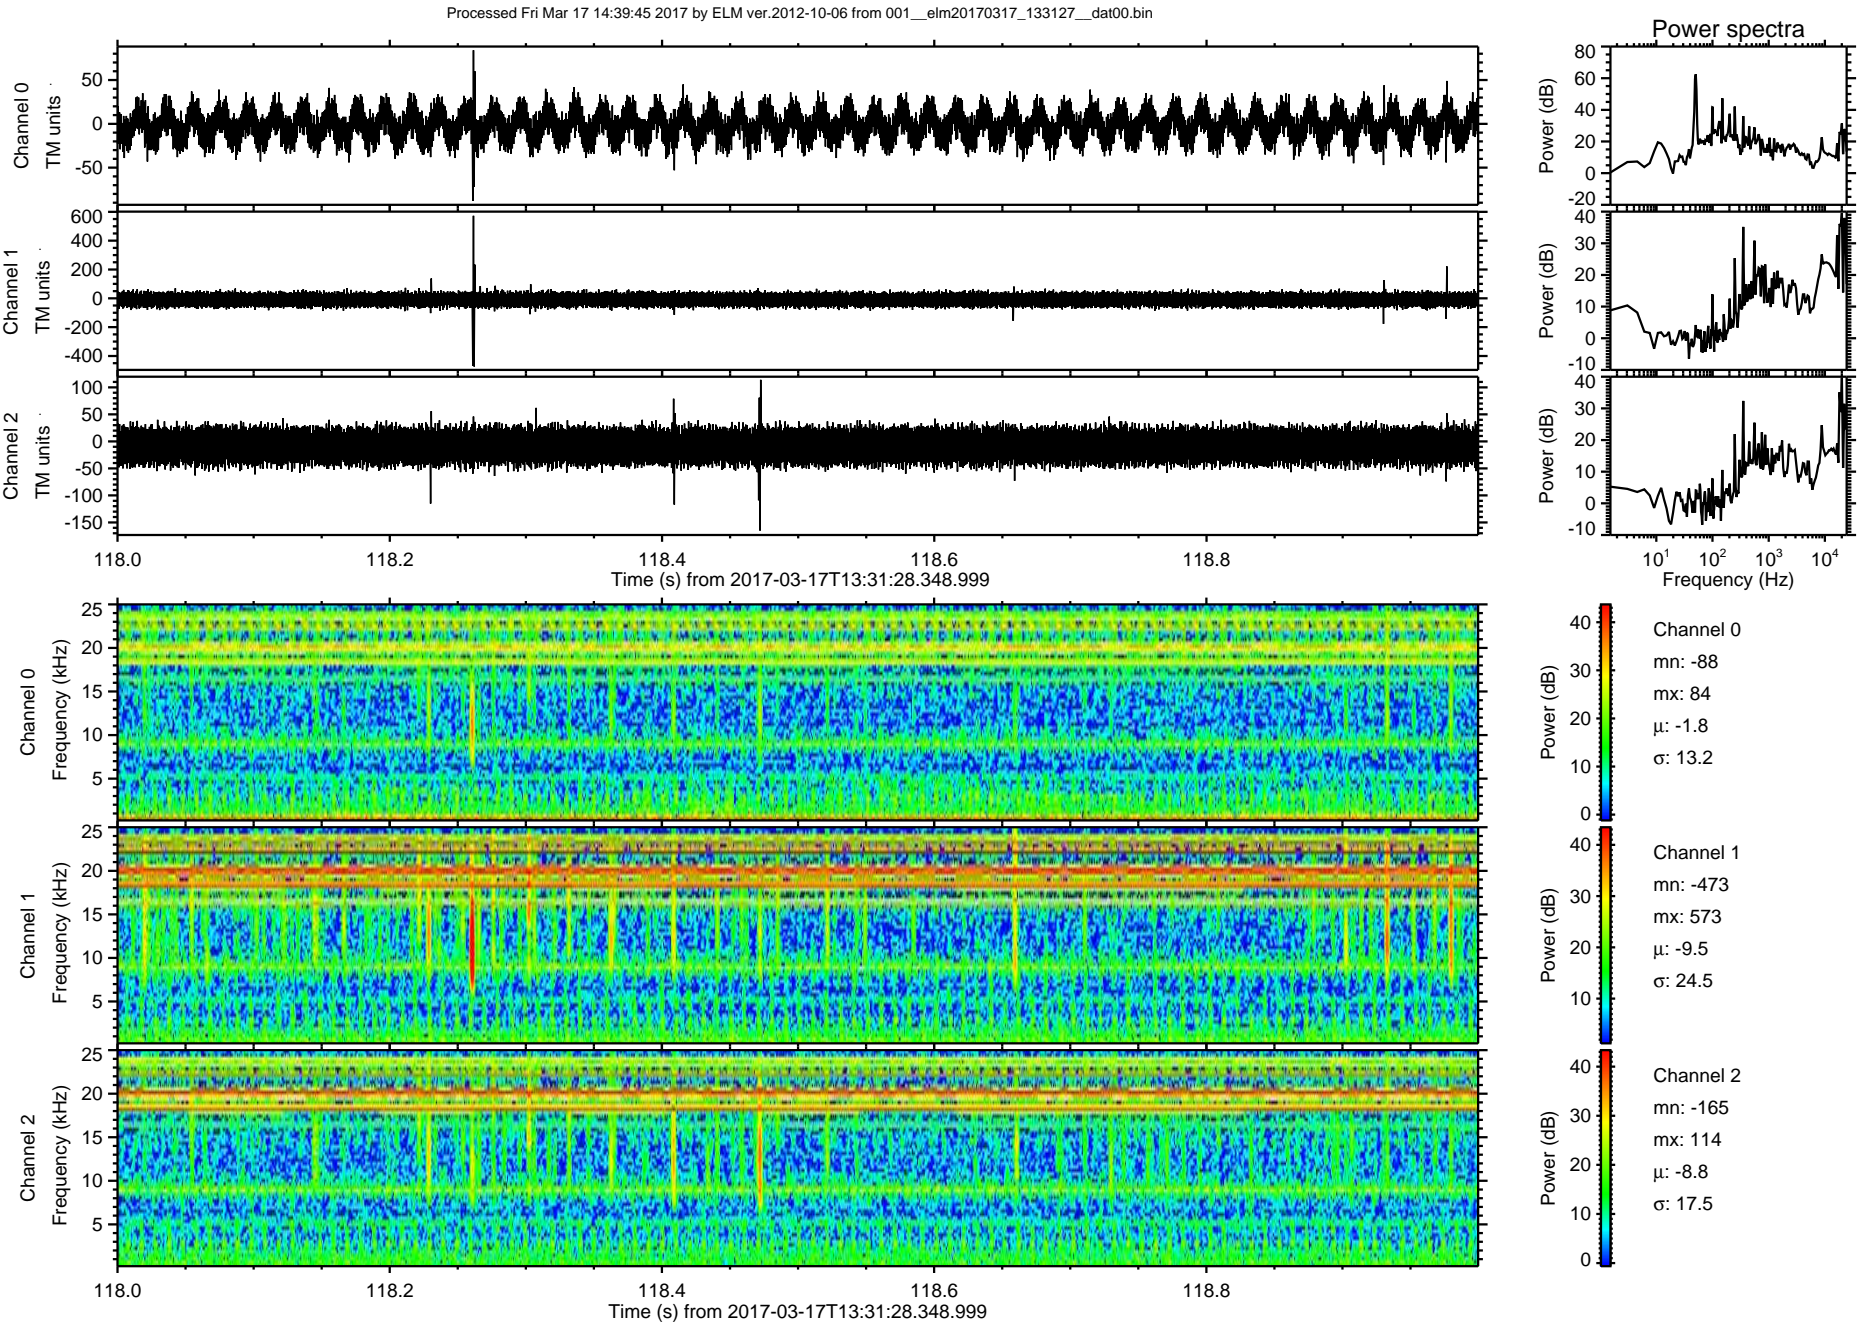 Processed Fri Mar 17 14:39:45 2017 by ELM ver.2012-10-06 from 001__elm20170317_133127__dat00.bin
Power spectra
Channel 0
TM units
50
0
-50
Power (dB)
80
60
40
20
0
-20
Channel 1
TM units
600
400
200
0
-200
-400
Power (dB)
40
30
20
10
0
-10
Channel 2
TM units
100
50
0
-50
-100
-150
Power (dB)
40
30
20
10
0
-10
118.0 118.2 118.4 118.6 118.8
Time (s) from 2017-03-17T13:31:28.348.999
10^1 10^2 10^3 10^4
Frequency (Hz)
Channel 0
Frequency (kHz)
25
20
15
10
5
Power (dB)
40
30
20
10
0
Channel 0
mn: -88
mx: 84
μ: -1.8
σ: 13.2
Channel 1
Frequency (kHz)
25
20
15
10
5
Power (dB)
40
30
20
10
Channel 1
mn: -473
mx: 573
μ: -9.5
σ: 24.5
Channel 2
Frequency (kHz)
25
20
15
10
5
Power (dB)
40
30
20
10
0
Channel 2
mn: -165
mx: 114
μ: -8.8
σ: 17.5
118.0 118.2 118.4 118.6 118.8
Time (s) from 2017-03-17T13:31:28.348.999